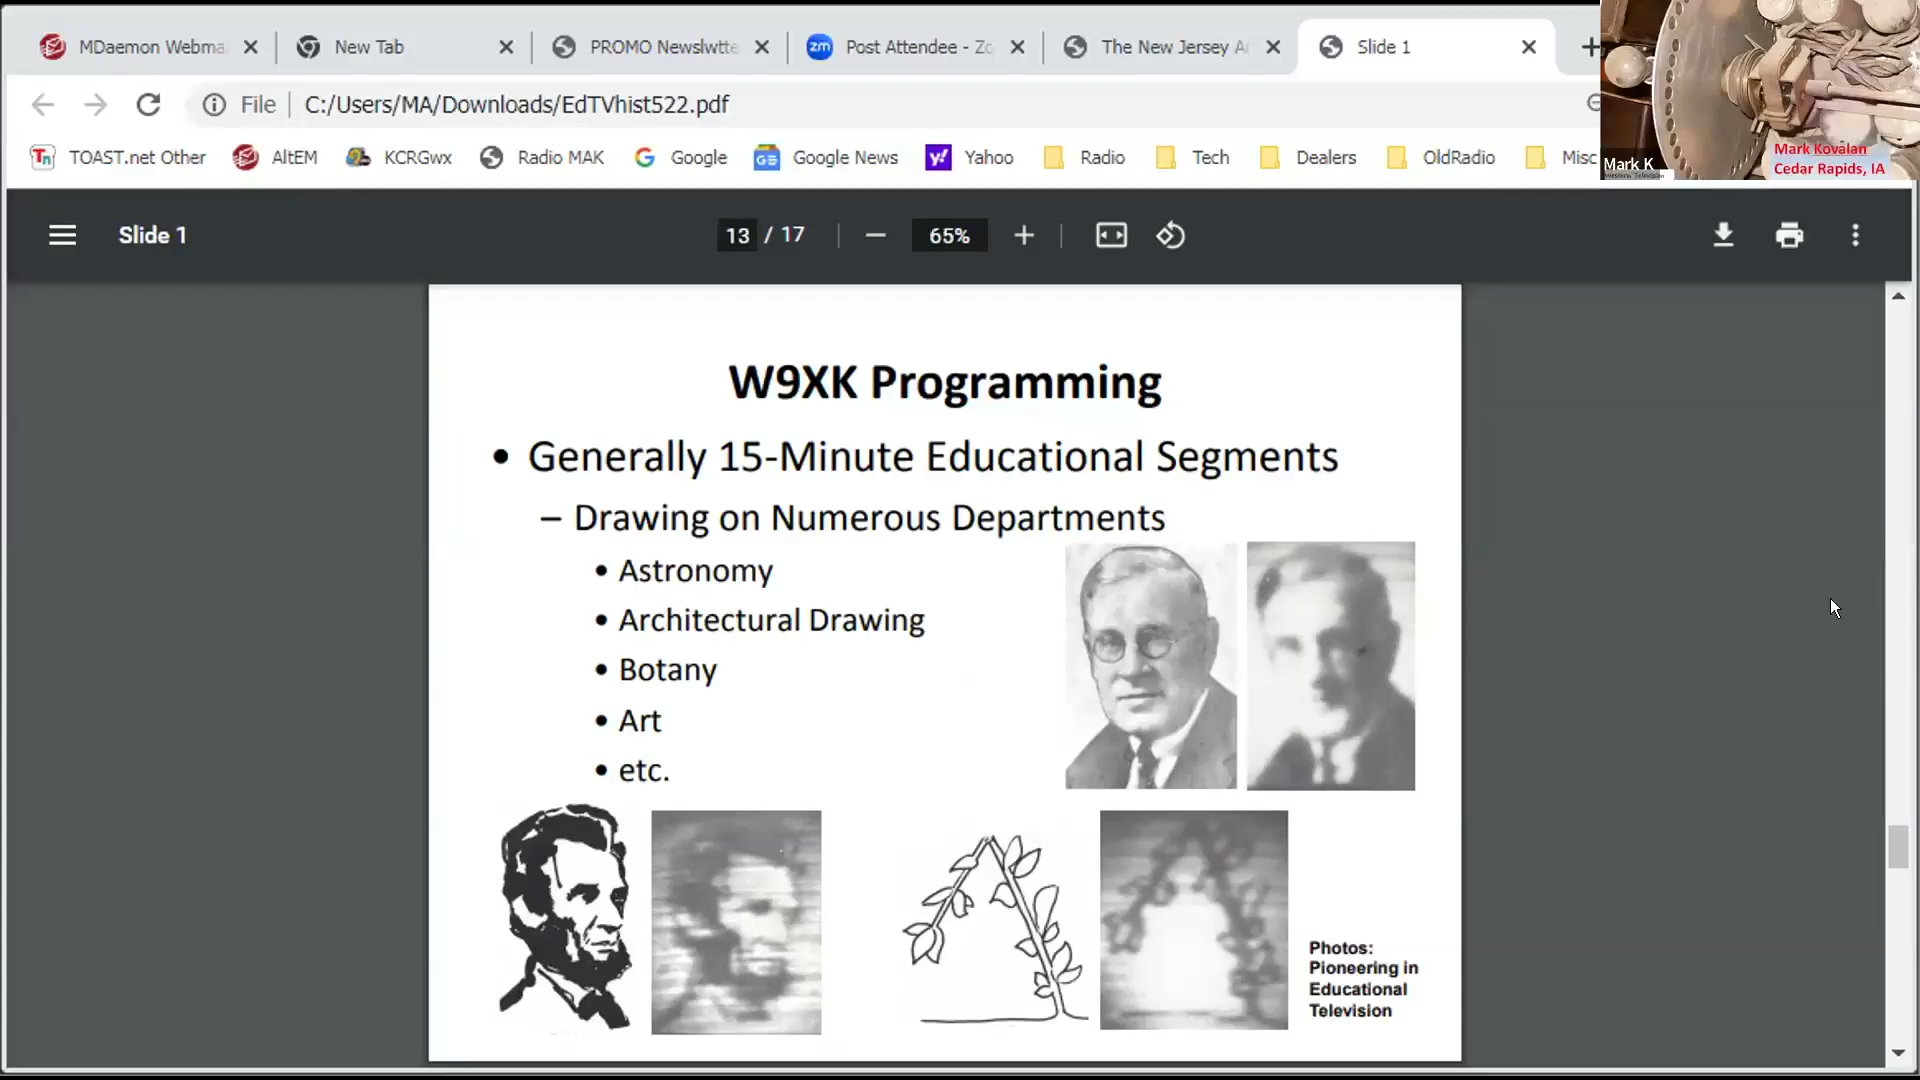 MDaemon Webma
New Tab
PROMO Newslwtte
zm
Post Attendee - Zo
The New Jersey A
Slide 1
File
C:/Users/MA/Downloads/EdTVhist522.pdf
TOAST.net Other
AltEM
KCRGwx
Radio MAK
Google
Google News
Yahoo
Radio
Tech
Dealers
OldRadio
Misc
Mark K
Mark Kovalan
Cedar Rapids, IA
Slide 1
13 / 17
65%
W9XK Programming
• Generally 15-Minute Educational Segments
– Drawing on Numerous Departments
• Astronomy
• Architectural Drawing
• Botany
• Art
• etc.
Photos:
Pioneering in
Educational
Television